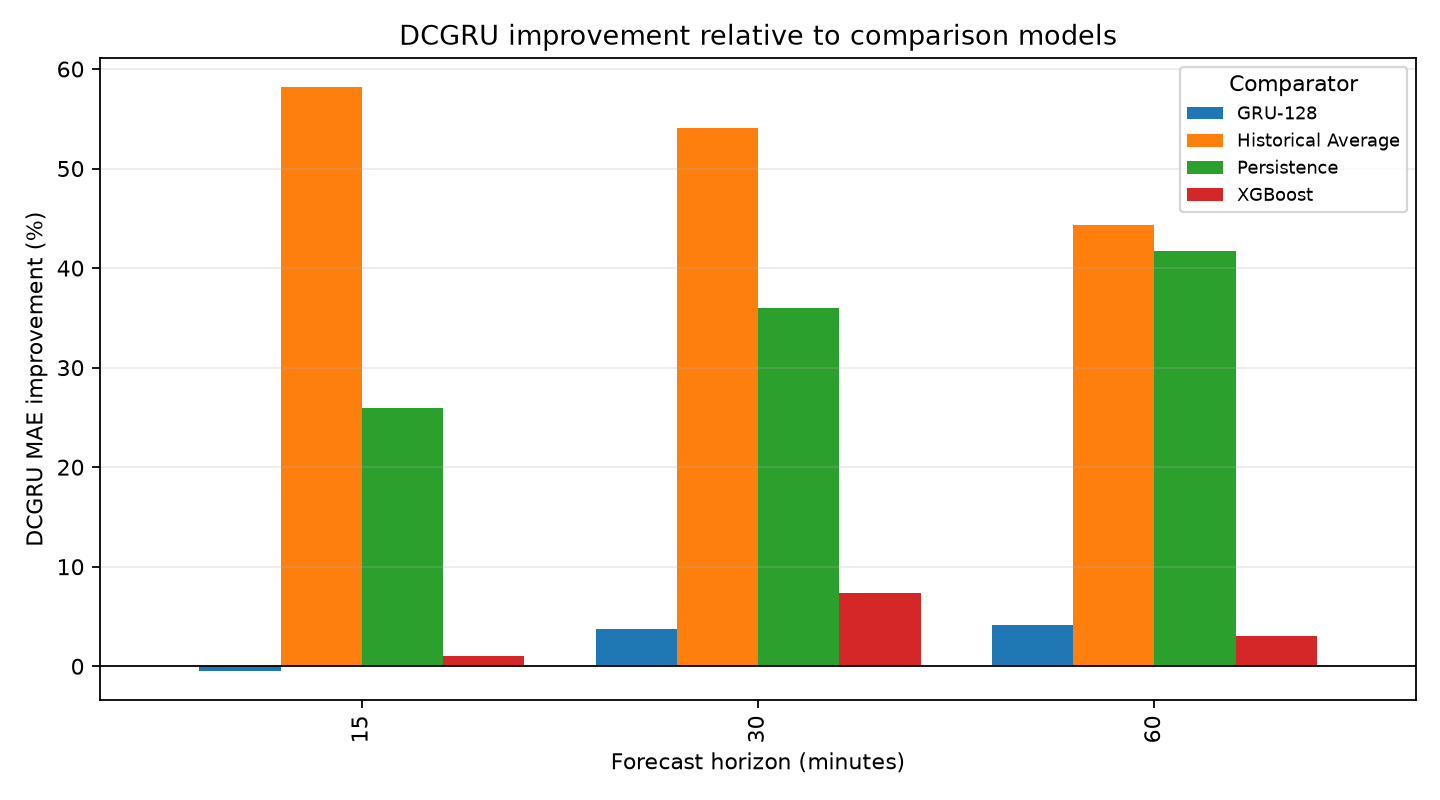 DCGRU improvement relative to comparison models
Comparator
GRU-128
Historical Average
Persistence
XGBoost
DCGRU MAE improvement (%)
60
50
40
30
20
10
0
15
30
60
Forecast horizon (minutes)